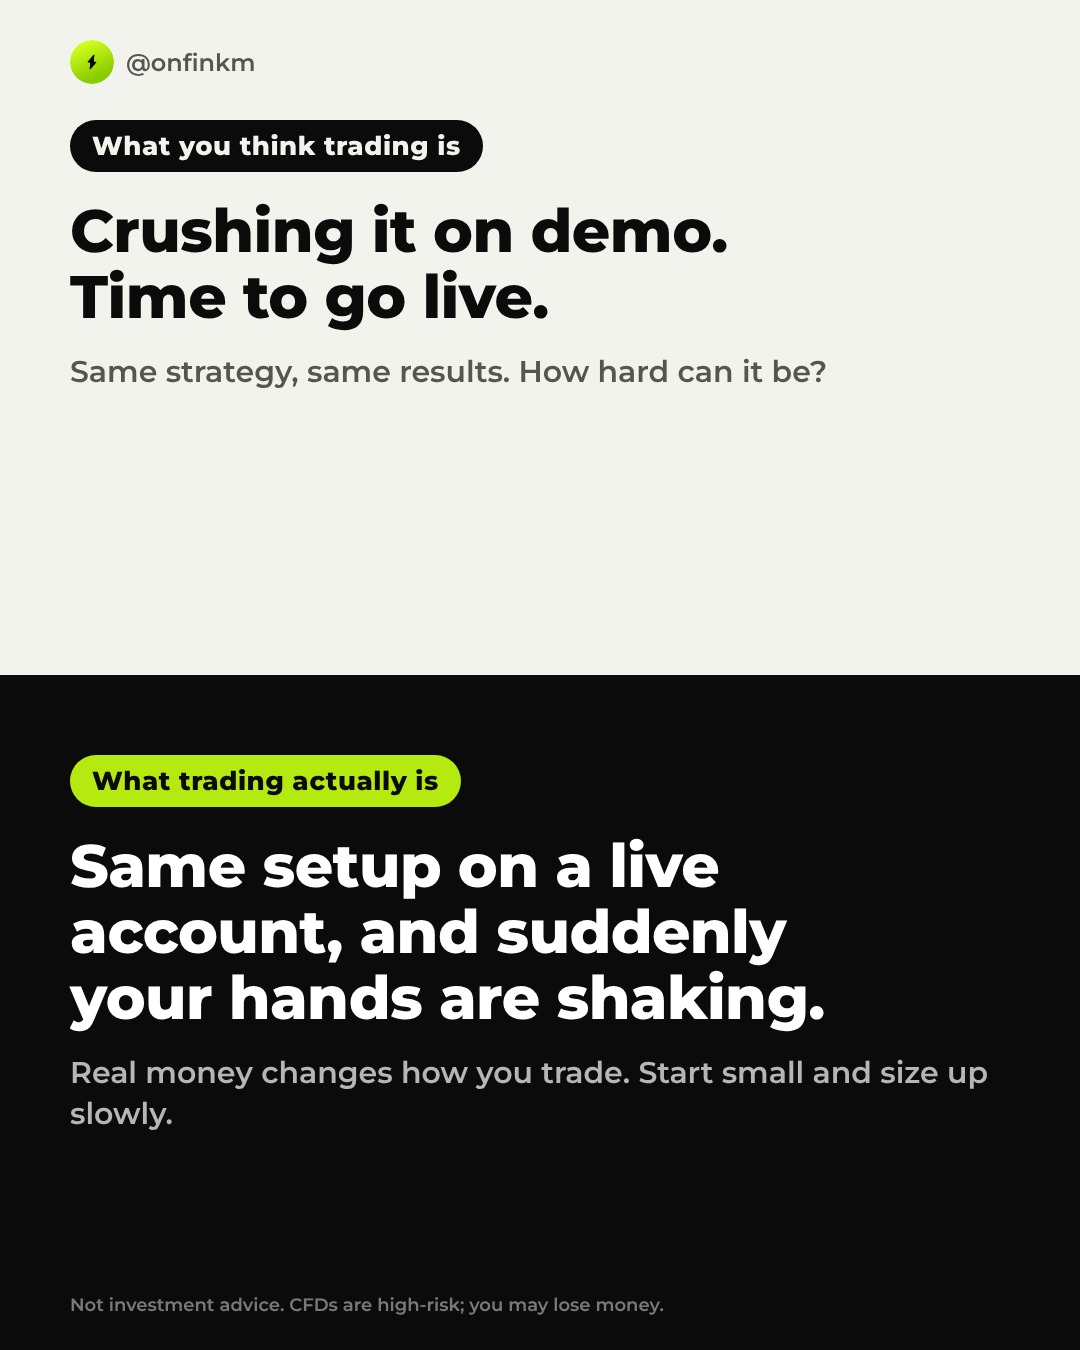 @onfinkm
What you think trading is
Crushing it on demo.
Time to go live.
Same strategy, same results. How hard can it be?
What trading actually is
Same setup on a live
account, and suddenly
your hands are shaking.
Real money changes how you trade. Start small and size up
slowly.
Not investment advice. CFDs are high-risk; you may lose money.